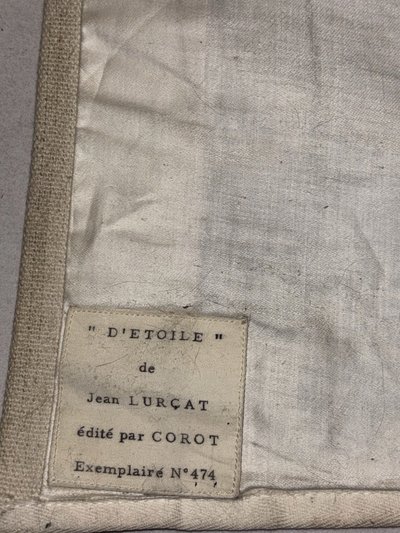 " D'ETOILE "
de
Jean LURÇAT
édité par COROT
Exemplaire N°474